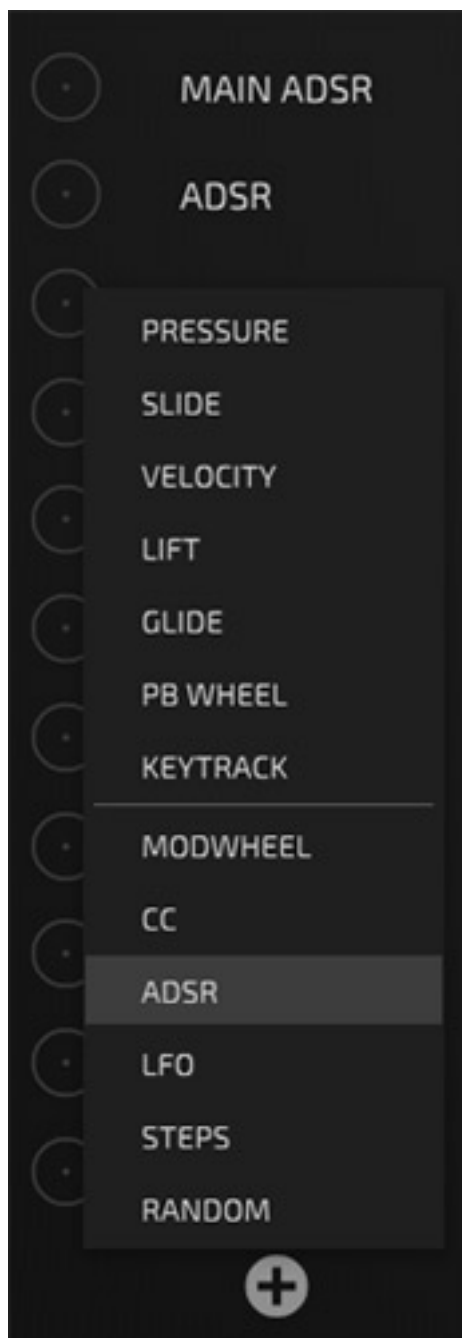 MAIN ADSR
ADSR
PRESSURE
SLIDE
VELOCITY
LIFT
GLIDE
PB WHEEL
KEYTRACK
MODWHEEL
CC
ADSR
LFO
STEPS
RANDOM